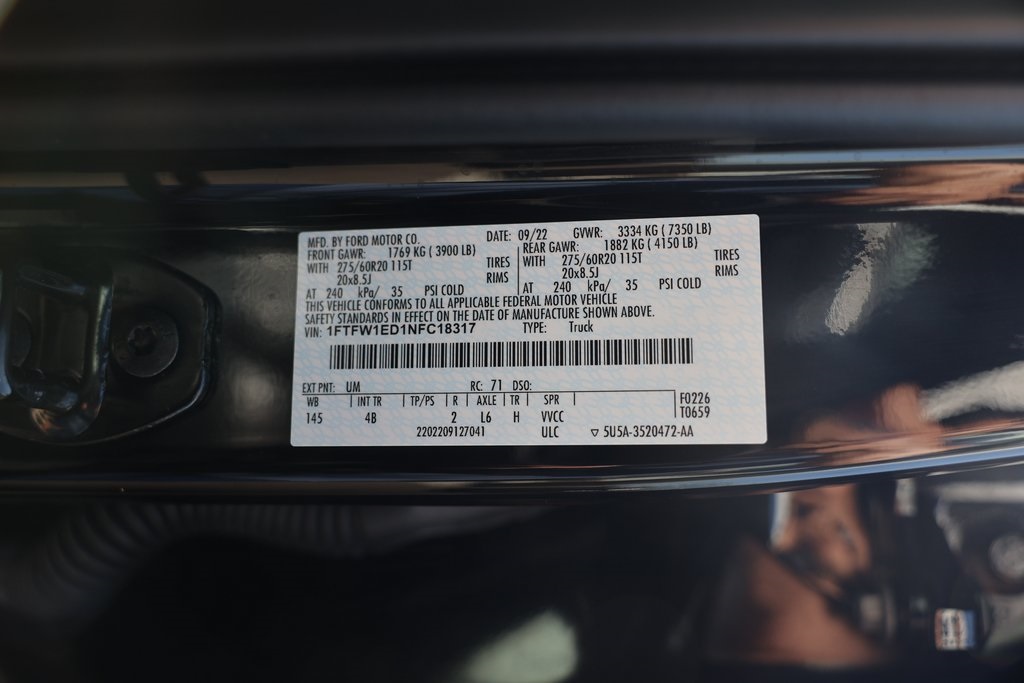 MFD. BY FORD MOTOR CO. DATE: 09/22 GVWR: 3334 KG ( 7350 LB)
FRONT GAWR: 1769 KG ( 3900 LB) REAR GAWR: 1882 KG ( 4150 LB)
WITH 275/60R20 115T TIRES 275/60R20 115T TIRES
20x8.5J RIMS WITH 20x8.5J RIMS
AT 240 kPa/ 35 PSI COLD AT 240 kPa/ 35 PSI COLD
THIS VEHICLE CONFORMS TO ALL APPLICABLE FEDERAL MOTOR VEHICLE
SAFETY STANDARDS IN EFFECT ON THE DATE OF MANUFACTURE SHOWN ABOVE.
VIN: 1FTFW1ED1NFC18317 TYPE: Truck
EXT PNT: UM RC: 71 DSO:
WB INT TR TP/PS R AXLE TR SPR F0226
145 4B 2 L6 H VVCC T0659
2202209127041 ULC ▽ 5U5A-3520472-AA